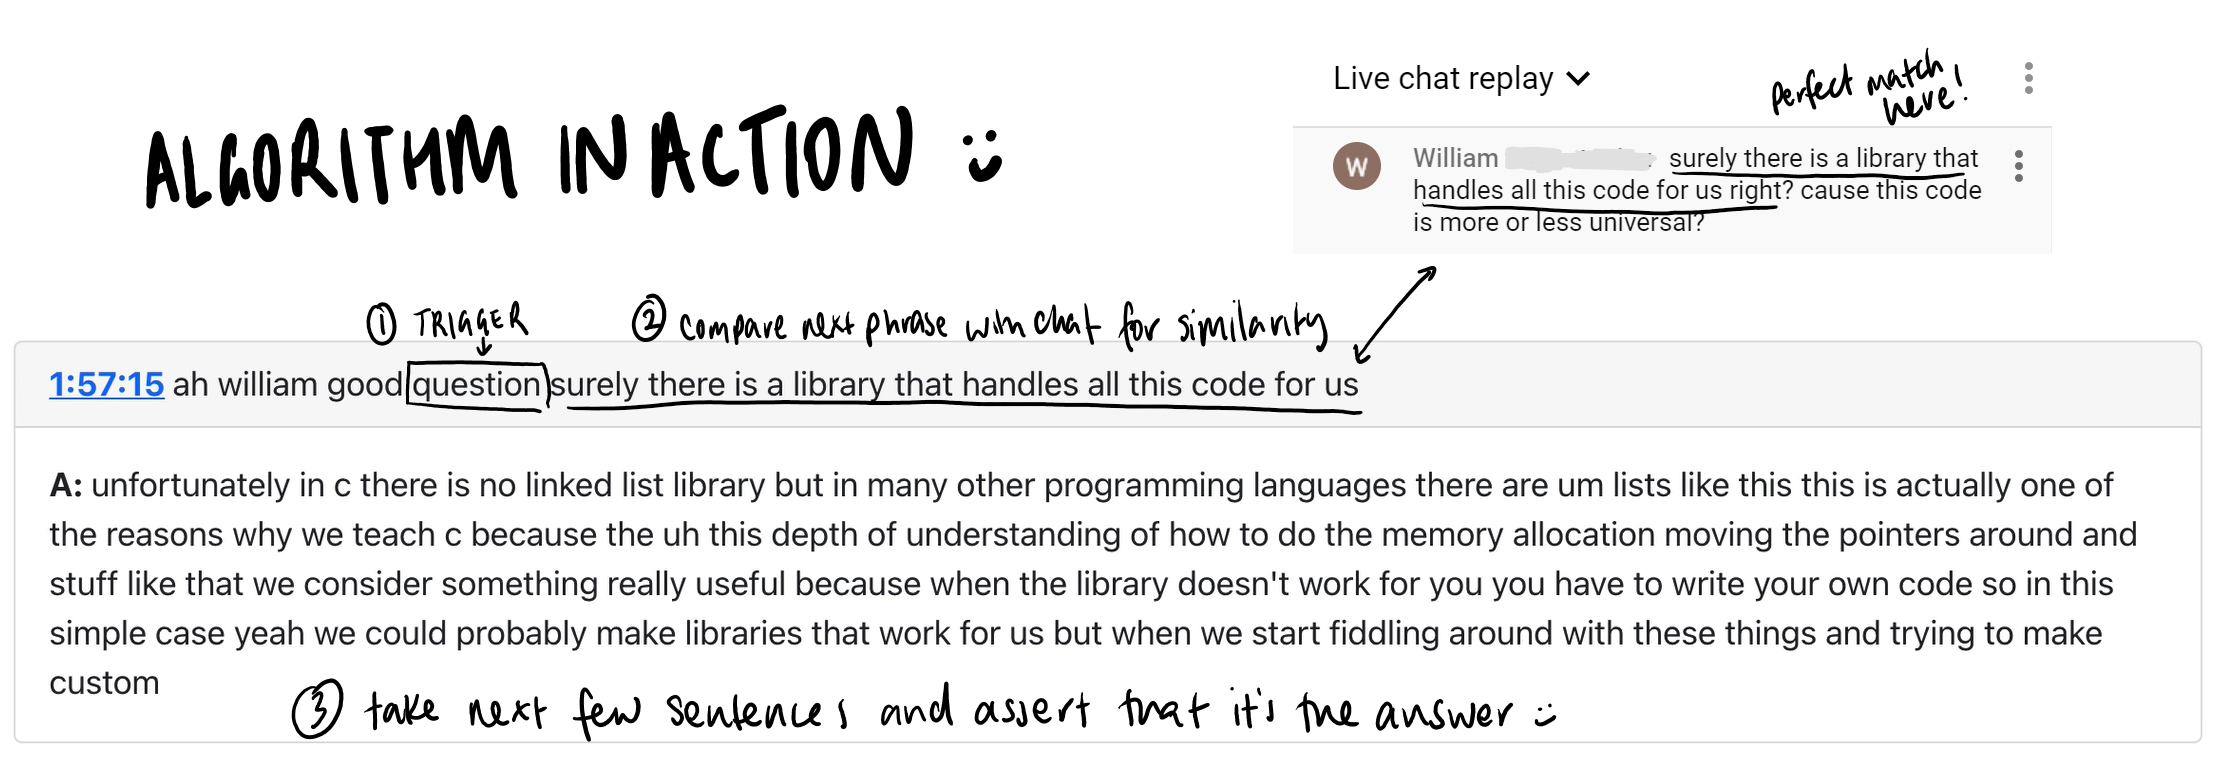 ALGORITHM IN ACTION :)
Live chat replay
perfect match
here!
W
William surely there is a library that
handles all this code for us right? cause this code
is more or less universal?
① TRIGGER
② compare next phrase with chat for similarity
1:57:15 ah william good question surely there is a library that handles all this code for us
A: unfortunately in c there is no linked list library but in many other programming languages there are um lists like this this is actually one of
the reasons why we teach c because the uh this depth of understanding of how to do the memory allocation moving the pointers around and
stuff like that we consider something really useful because when the library doesn't work for you you have to write your own code so in this
simple case yeah we could probably make libraries that work for us but when we start fiddling around with these things and trying to make
custom
③ take next few sentences and assert that it's the answer :)